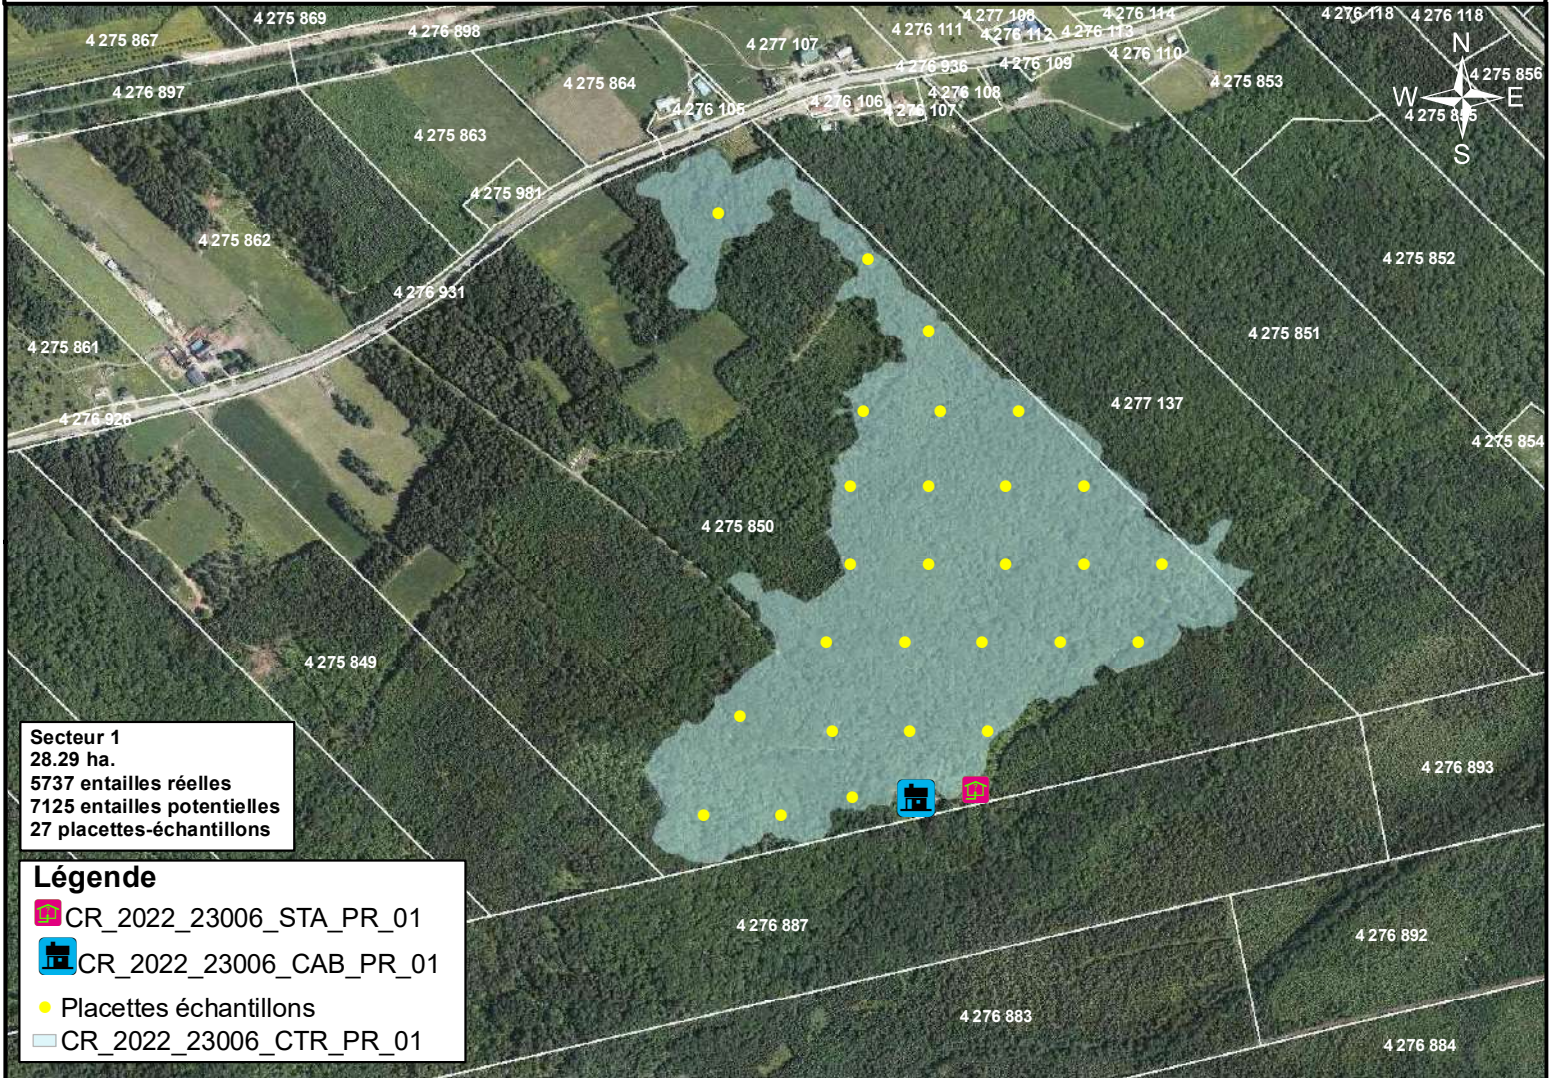 4 275 869
4 277 108
4 276 114
4 276 118
4 276 118
4 275 867
4 276 898
4 276 111
4 276 112
4 276 113
4 277 107
4 276 110
N
4 276 936
4 276 109
4 275 856
4 275 864
4 275 853
4 276 897
4 276 108
W
E
4 276 105
4 276 106
4 276 107
4 275 855
4 275 863
S
4 275 981
4 275 862
4 275 852
4 276 931
4 275 851
4 275 861
4 277 137
4 276 926
4 275 854
4 275 850
4 275 849
Secteur 1
28.29 ha.
5737 entailles réelles
7125 entailles potentielles
27 placettes-échantillons
4 276 893
Légende
CR_2022_23006_STA_PR_01
CR_2022_23006_CAB_PR_01
Placettes échantillons
CR_2022_23006_CTR_PR_01
4 276 887
4 276 892
4 276 883
4 276 884